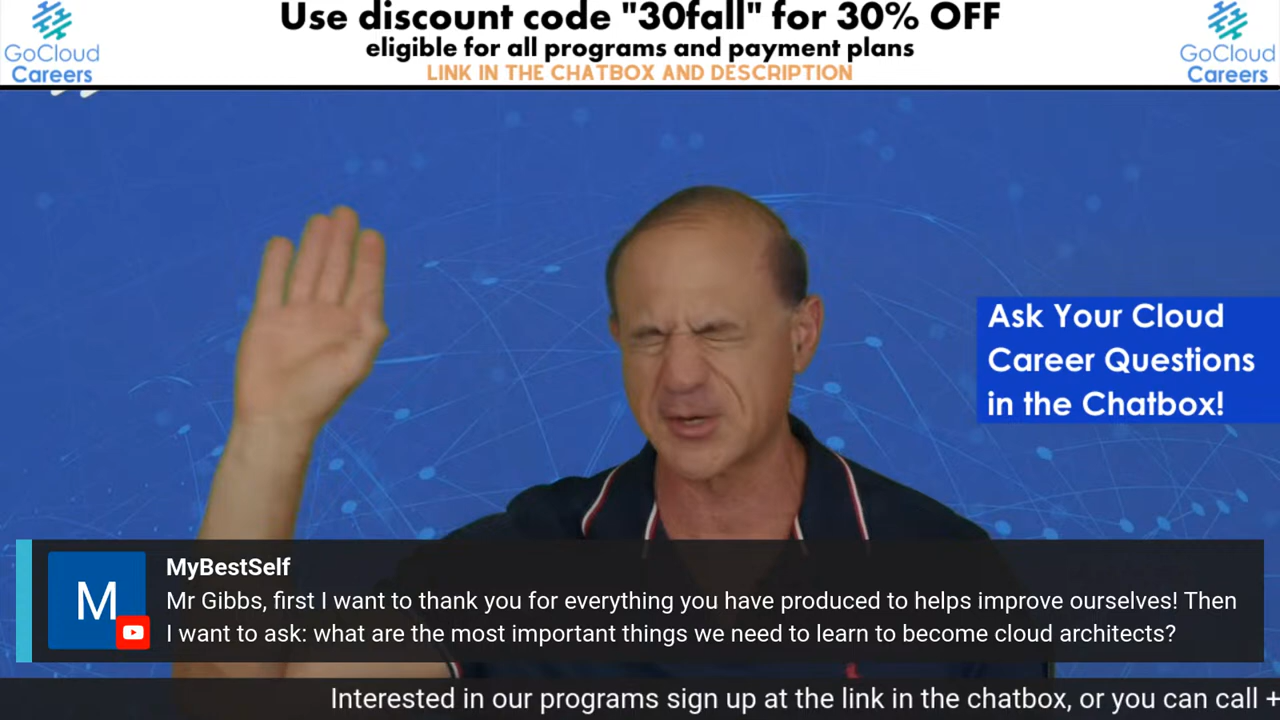 Use discount code "30fall" for 30% OFF
eligible for all programs and payment plans
LINK IN THE CHATBOX AND DESCRIPTION
GoCloud
Careers
GoCloud
Careers
Ask Your Cloud
Career Questions
in the Chatbox!
M
MyBestSelf
Mr Gibbs, first I want to thank you for everything you have produced to helps improve ourselves! Then
I want to ask: what are the most important things we need to learn to become cloud architects?
Interested in our programs sign up at the link in the chatbox, or you can call +